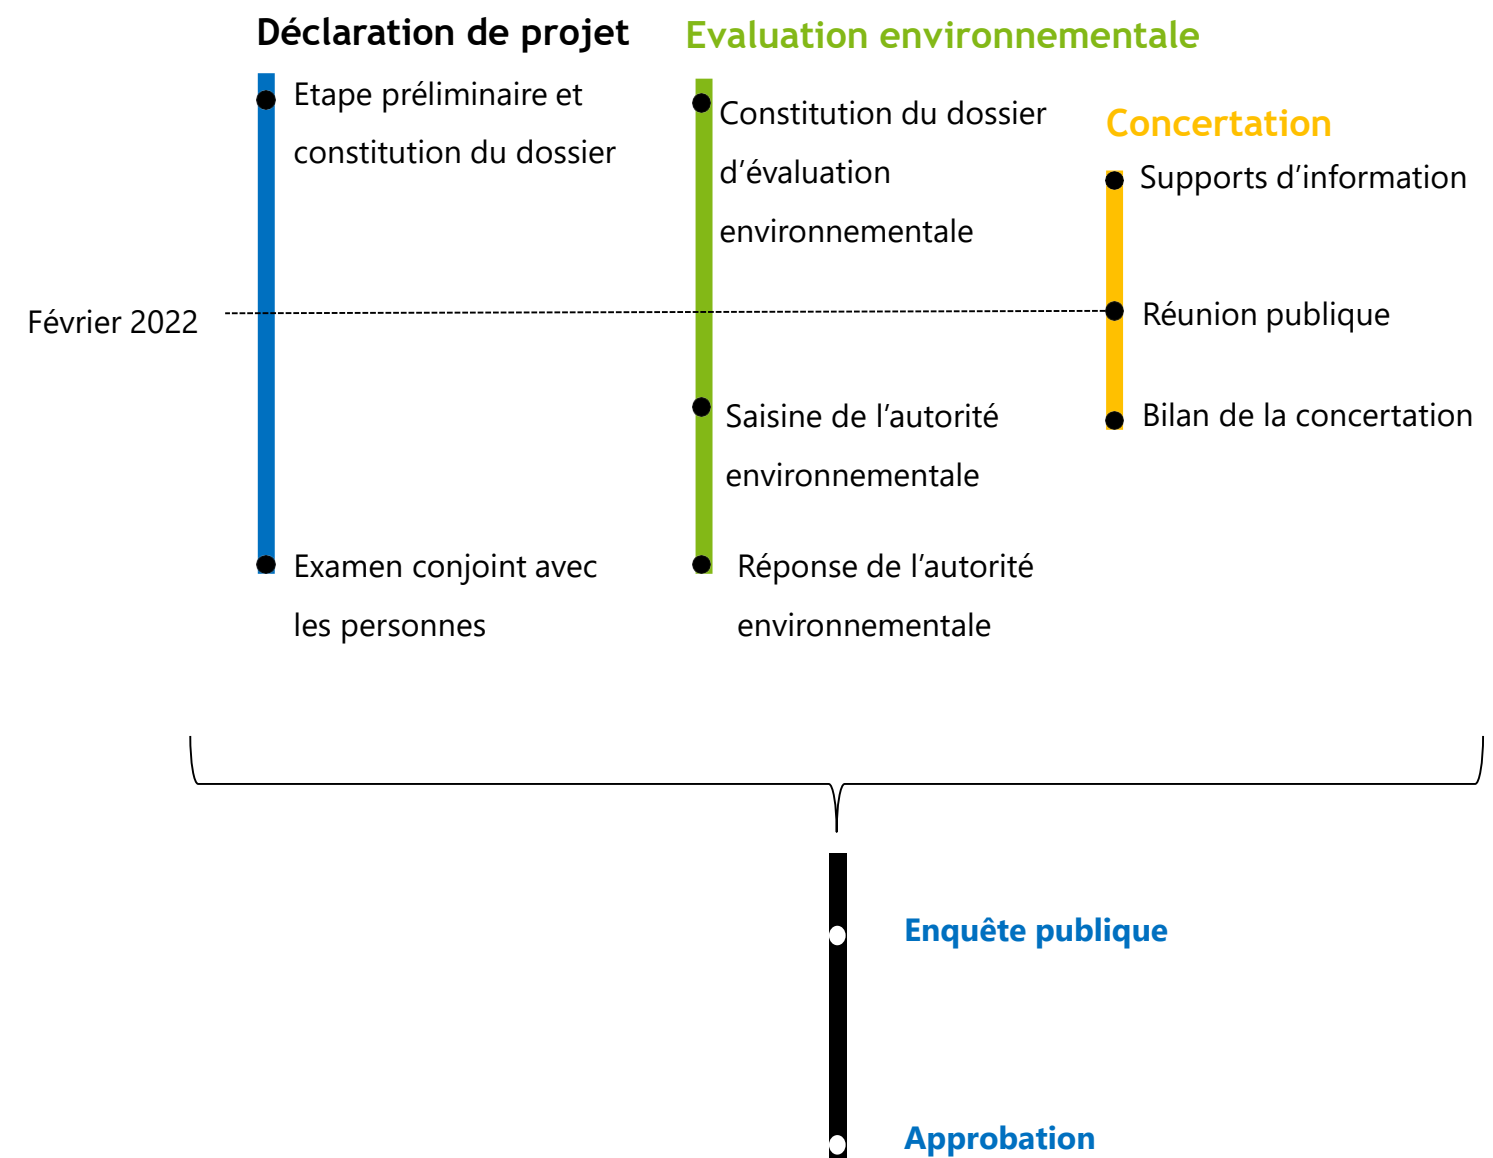 Déclaration de projet
Etape préliminaire et
constitution du dossier
Examen conjoint avec
les personnes
Evaluation environnementale
Constitution du dossier
d’évaluation
environnementale
Saisine de l’autorité
environnementale
Réponse de l’autorité
environnementale
Concertation
Supports d’information
Réunion publique
Bilan de la concertation
Février 2022
Enquête publique
Approbation